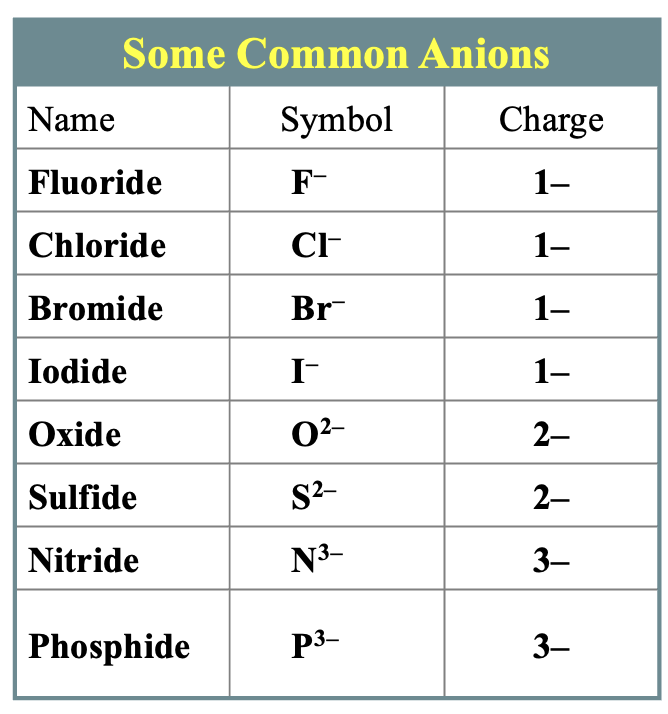 Some Common Anions
Name Symbol Charge
Fluoride F⁻ 1–
Chloride Cl⁻ 1–
Bromide Br⁻ 1–
Iodide I⁻ 1–
Oxide O²⁻ 2–
Sulfide S²⁻ 2–
Nitride N³⁻ 3–
Phosphide P³⁻ 3–